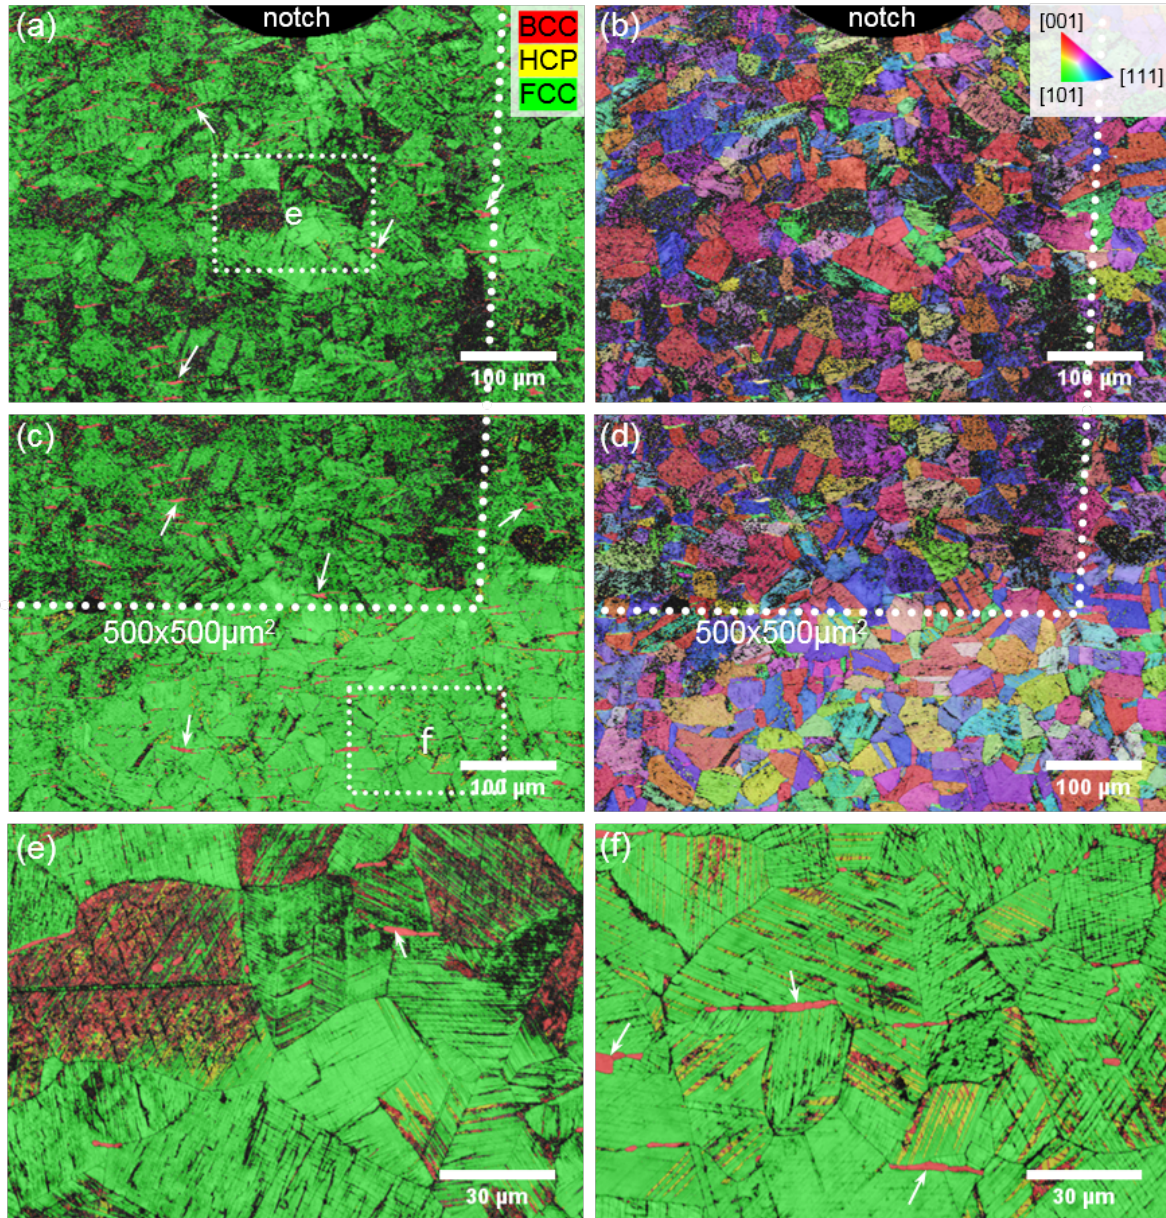 (a)
notch
BCC
HCP
FCC
e
100 µm
(b)
notch
[001]
[111]
[101]
100 µm
(c)
500x500µm²
f
100 µm
(d)
500x500µm²
100 µm
(e)
30 µm
(f)
30 µm